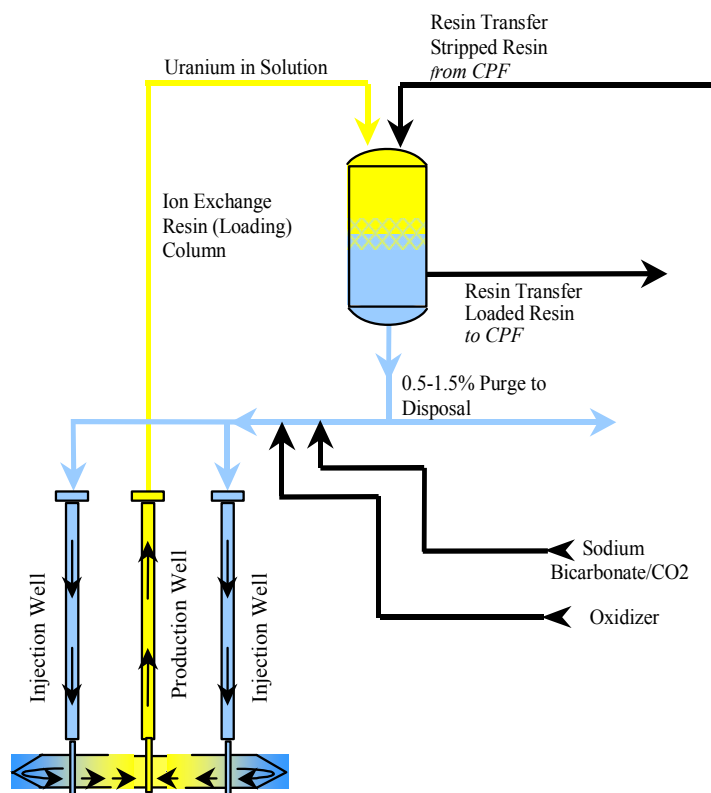 Resin Transfer
Stripped Resin
from CPF
Uranium in Solution
Ion Exchange
Resin (Loading)
Column
Resin Transfer
Loaded Resin
to CPF
0.5-1.5% Purge to
Disposal
Injection Well
Production Well
Injection Well
Sodium
Bicarbonate/CO2
Oxidizer